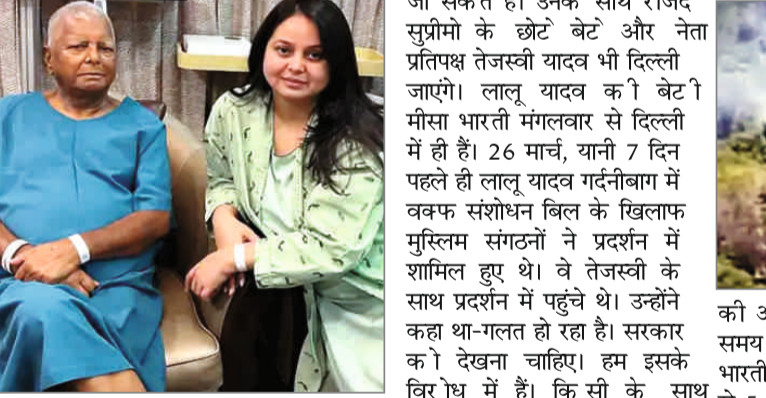 जा सकते हैं। उनके साथ राजद
सुप्रीमो के छोटे बेटे और नेता
प्रतिपक्ष तेजस्वी यादव भी दिल्ली
जाएंगे। लालू यादव की बेटी
मीसा भारती मंगलवार से दिल्ली
में ही हैं। 26 मार्च, यानी 7 दिन
पहले ही लालू यादव गर्दनीबाग में
वक्फ संशोधन बिल के खिलाफ
मुस्लिम संगठनों ने प्रदर्शन में
शामिल हुए थे। वे तेजस्वी के
साथ प्रदर्शन में पहुंचे थे। उन्होंने
कहा था-गलत हो रहा है। सरकार
को देखना चाहिए। हम इसके
विरोध में हैं। किसी के साथ
की
समय
भारती